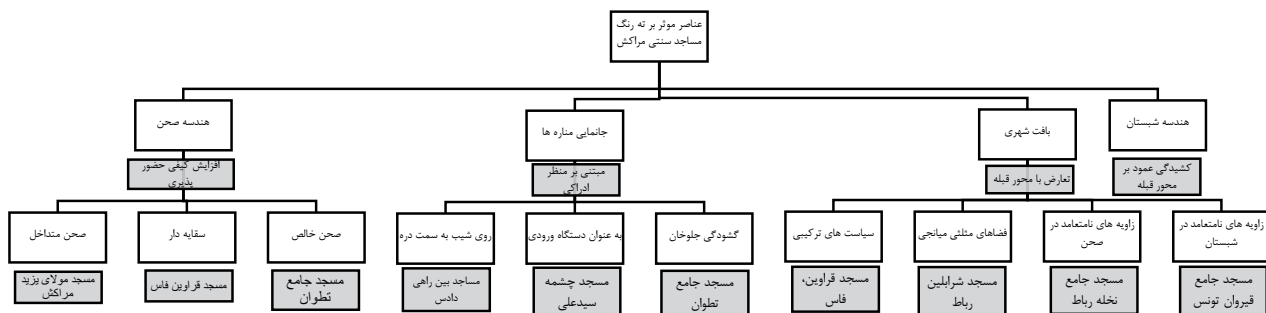 عناصر موثر بر ته رنگ
مساجد سنتی مراکش
هندسه شبستان
کشیدگی عمود بر
محور قبله
بافت شهری
تعارض با محور قبله
جانمایی مناره ها
مبتنی بر منظر
ادراکی
هندسه صحن
افزایش کیفی حضور
پذیری
زاویه های نامتعامد در
شبستان
مسجد جامع
قیروان تونس
زاویه های نامتعامد در
صحن
مسجد جامع
نخله رباط
فضاهای مثلثی میانجی
مسجد شرابلین
رباط
سیاست های ترکیبی
مسجد قراوین،
فاس
گشودگی جلوخان
مسجد جامع
تطوان
به عنوان دستگاه ورودی
مسجد چشمه
سیدعلی
روی شیب به سمت دره
مساجد بین راهی
دادس
صحن خالص
مسجد جامع
تطوان
سقایه دار
مسجد قراوین فاس
صحن متداخل
مسجد مولای یزید
مراکش